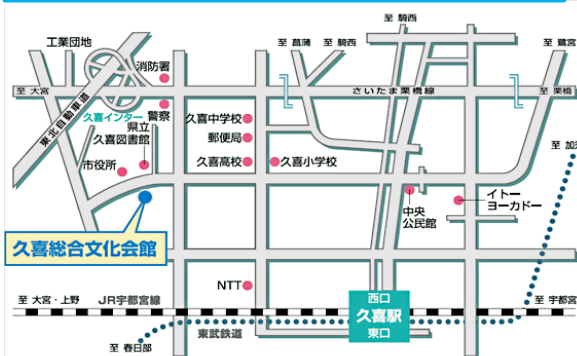 至 騎西
工業団地
至 菖蒲
至 騎西
至 鷺宮
消防署
至 大宮
さいたま栗橋線
至 栗橋
東北自動車道
久喜インター
警察
久喜中学校
県立
久喜図書館
郵便局
至 加須
市役所
久喜高校
久喜小学校
中央
公民館
イトー
ヨーカドー
久喜総合文化会館
NTT
至 大宮・上野
JR宇都宮線
西口
久喜駅
東口
至 宇都宮
東武鉄道
至 春日部